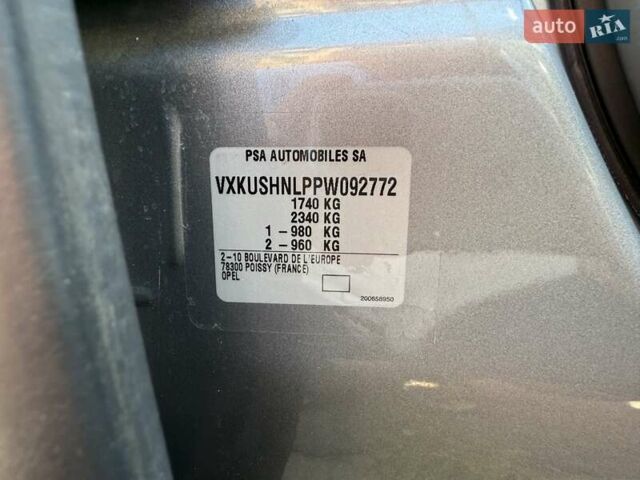 auto RIA.com
PSA AUTOMOBILES SA
VXKUSHNLPPW092772
1740 KG
2340 KG
1 - 980 KG
2 - 960 KG
2-10 BOULEVARD DE L'EUROPE
78300 POISSY (FRANCE)
OPEL
200658950